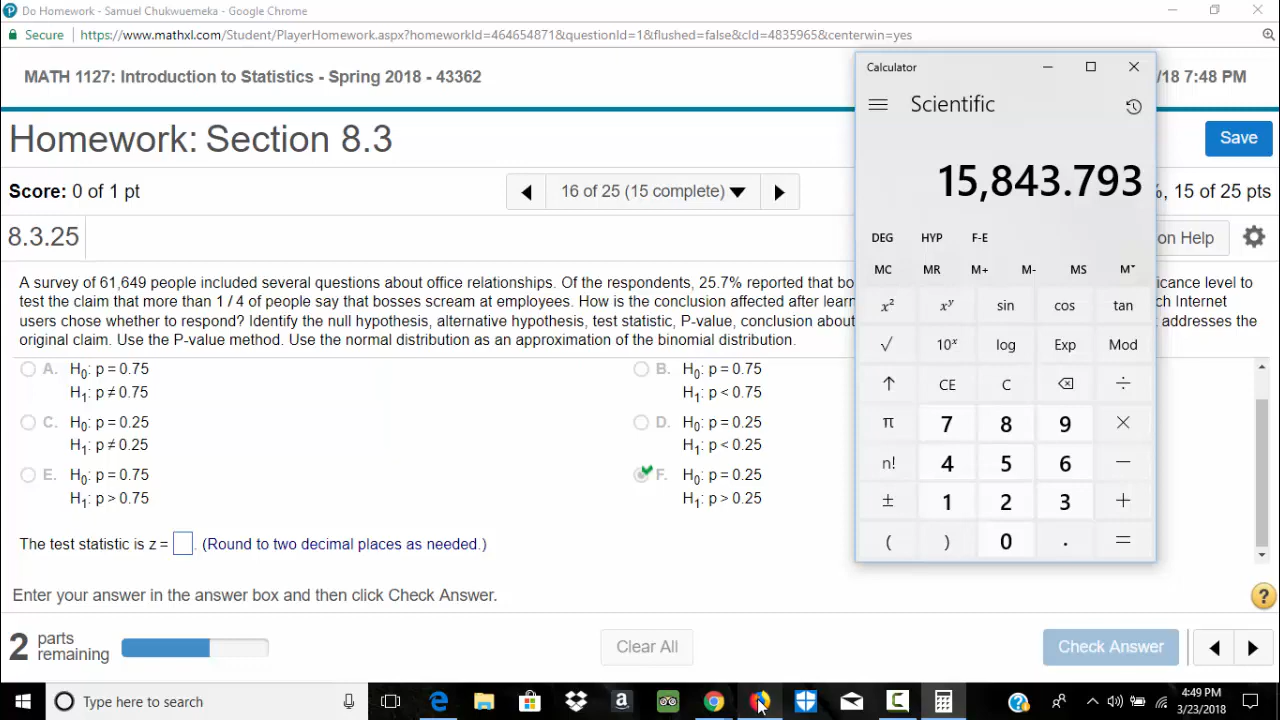 Do Homework - Samuel Chukwuemeka - Google Chrome
Secure https://www.mathxl.com/Student/PlayerHomework.aspx?homeworkId=464654871&questionId=1&flushed=false&cId=4835965&centerwin=yes
MATH 1127: Introduction to Statistics - Spring 2018 - 43362
/18 7:48 PM
Homework: Section 8.3
Save
Score: 0 of 1 pt
16 of 25 (15 complete)
%, 15 of 25 pts
8.3.25
on Help
A survey of 61,649 people included several questions about office relationships. Of the respondents, 25.7% reported that bo
icance level to
test the claim that more than 1 / 4 of people say that bosses scream at employees. How is the conclusion affected after learn
ch Internet
users chose whether to respond? Identify the null hypothesis, alternative hypothesis, test statistic, P-value, conclusion about
addresses the
original claim. Use the P-value method. Use the normal distribution as an approximation of the binomial distribution.
A. H0: p = 0.75
H1: p ≠ 0.75
B. H0: p = 0.75
H1: p < 0.75
C. H0: p = 0.25
H1: p ≠ 0.25
D. H0: p = 0.25
H1: p < 0.25
E. H0: p = 0.75
H1: p > 0.75
F. H0: p = 0.25
H1: p > 0.25
The test statistic is z = . (Round to two decimal places as needed.)
Enter your answer in the answer box and then click Check Answer.
2 parts remaining
Clear All
Check Answer
Calculator
Scientific
15,843.793
DEG HYP F-E
MC MR M+ M- MS M˅
x² xʸ sin cos tan
√ 10ˣ log Exp Mod
↑ CE C ⌫ ÷
π 7 8 9 ×
n! 4 5 6 −
± 1 2 3 +
( ) 0 . =
?
Type here to search
a
4:49 PM
3/23/2018